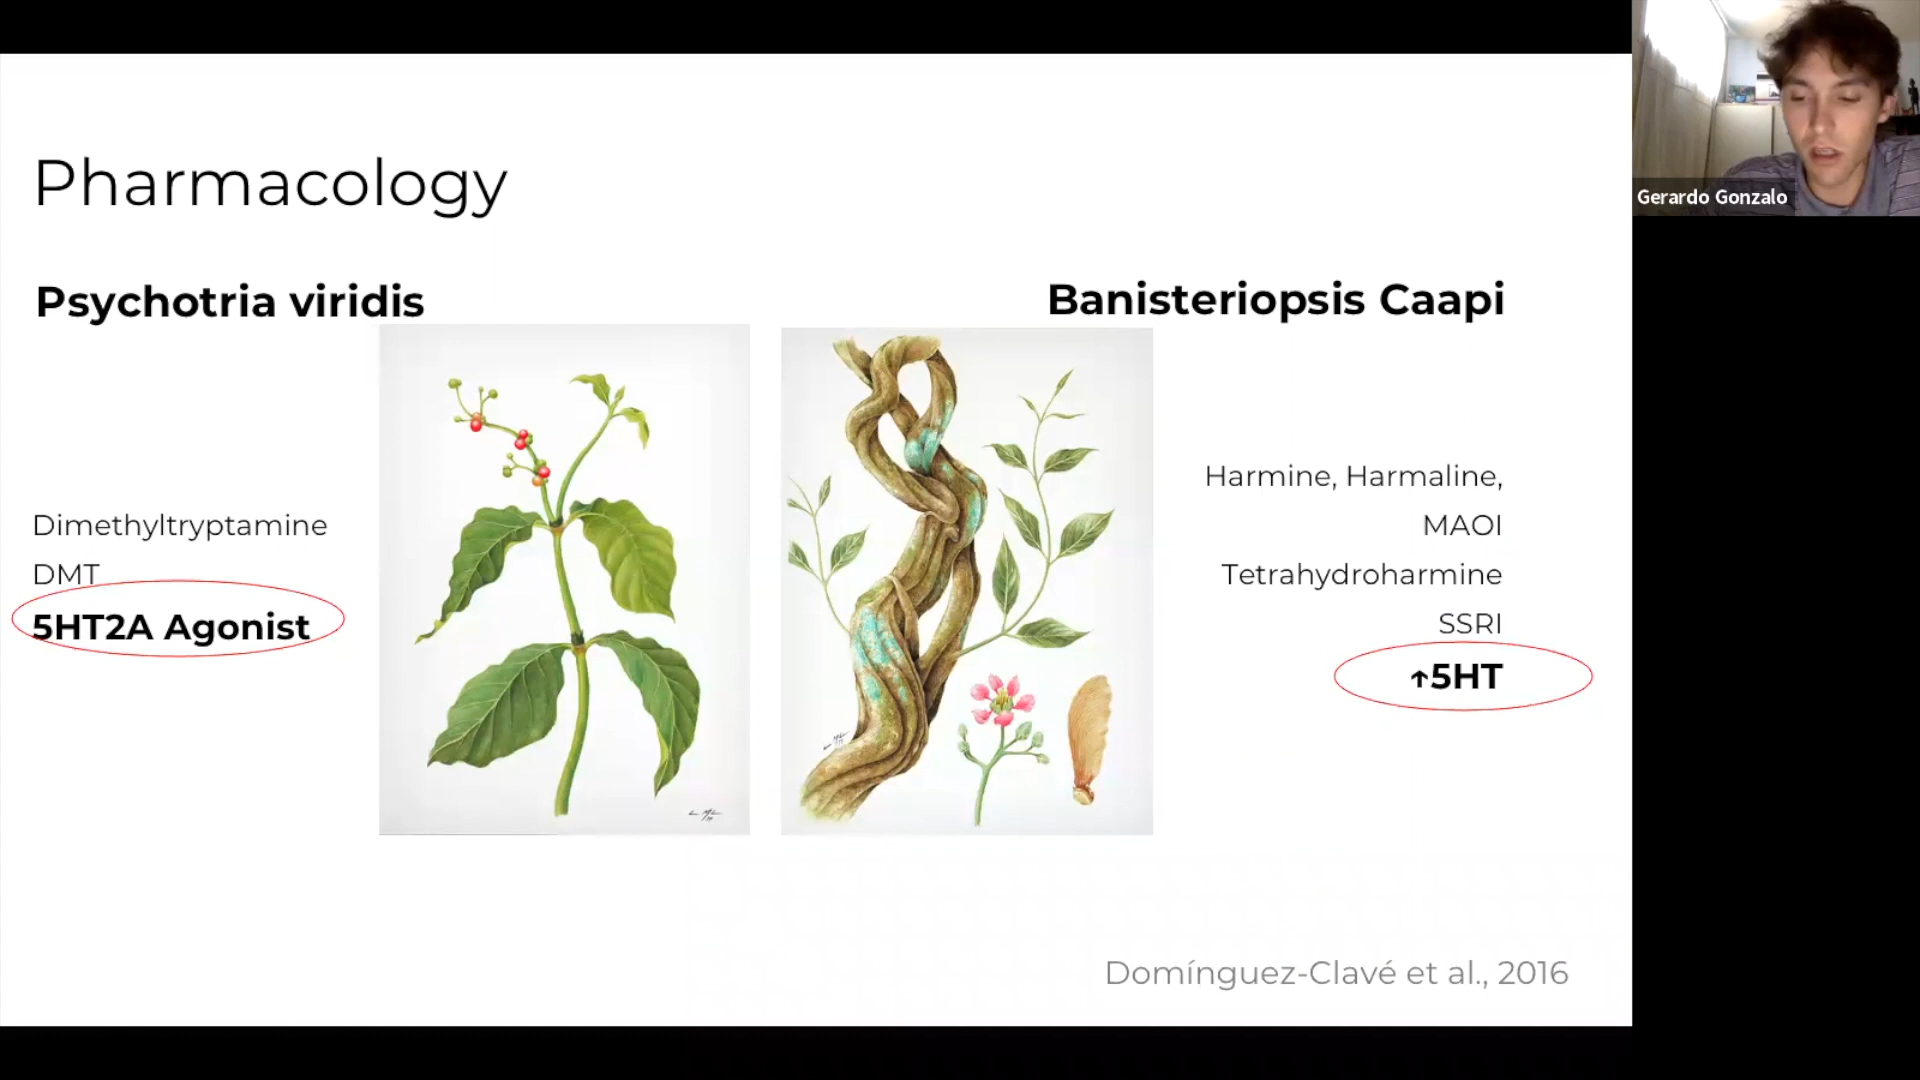 Pharmacology
Psychotria viridis
Dimethyltryptamine
DMT
5HT2A Agonist
Banisteriopsis Caapi
Harmine, Harmaline,
MAOI
Tetrahydroharmine
SSRI
↑5HT
Domínguez-Clavé et al., 2016
Gerardo Gonzalo